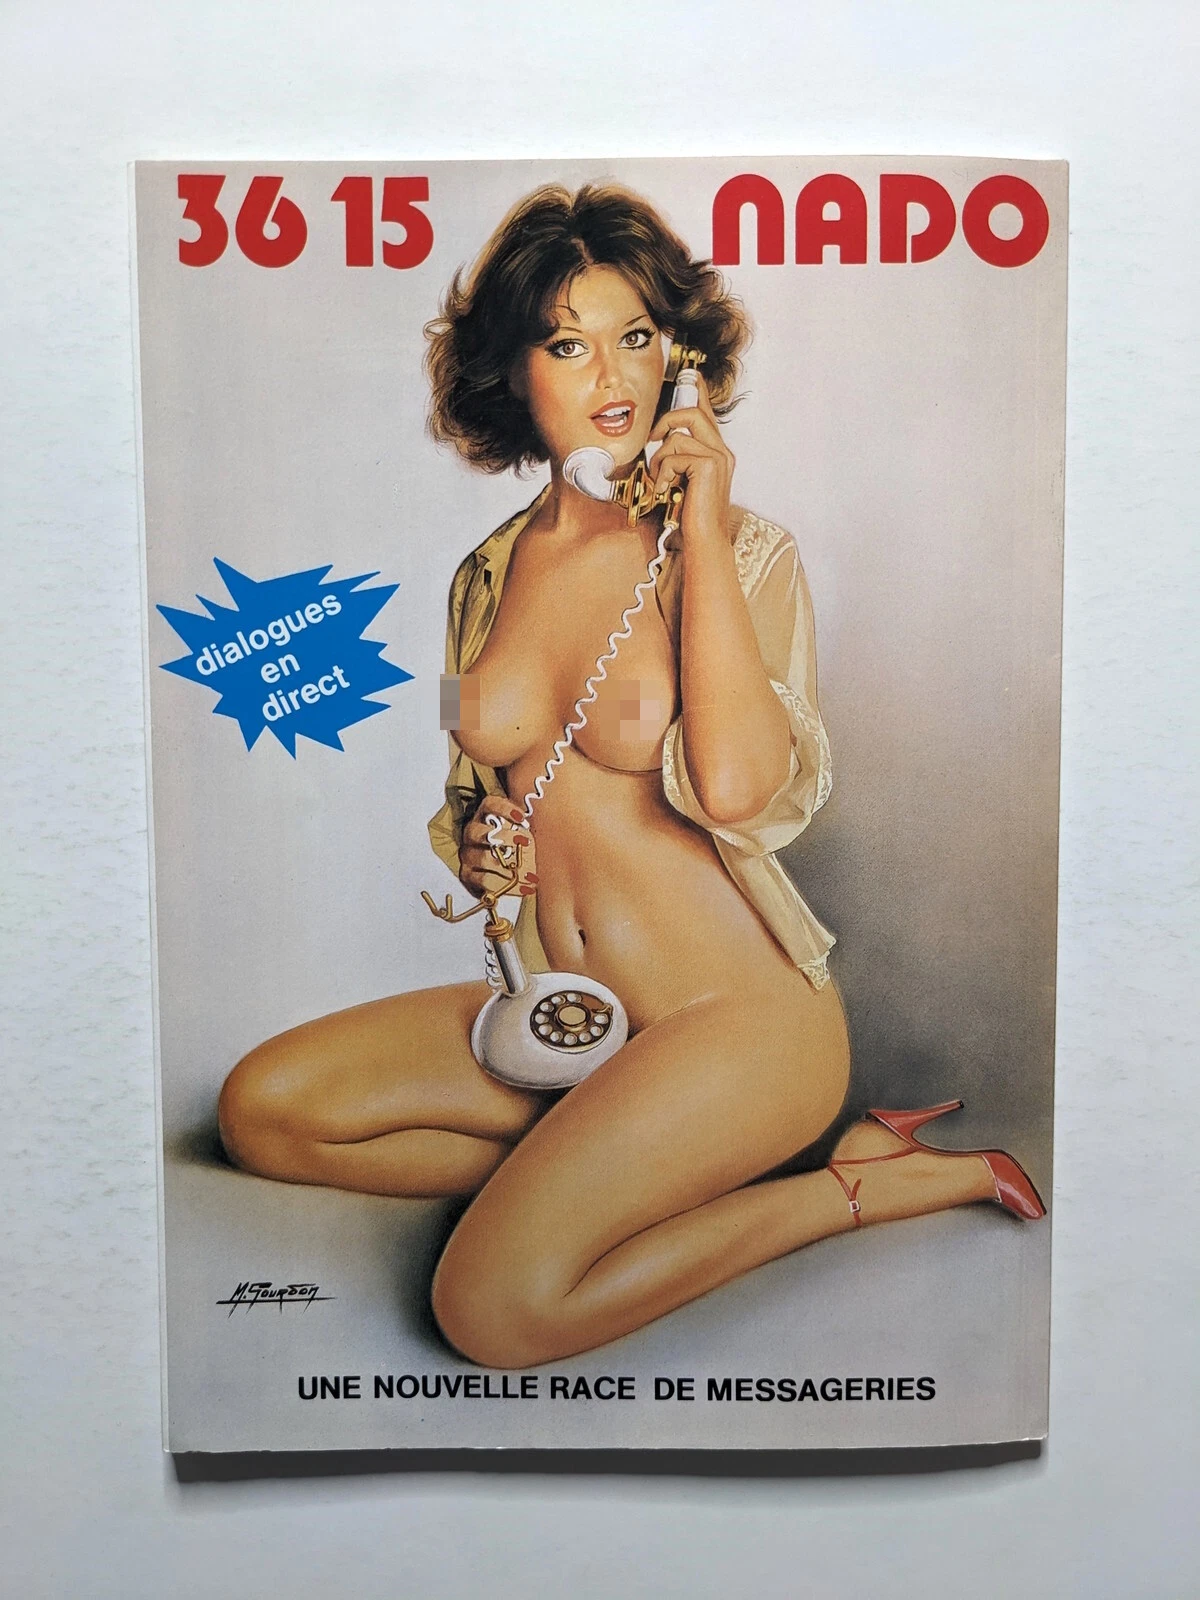 36 15 NADO
dialogues
en
direct
M. Gourdon
UNE NOUVELLE RACE DE MESSAGERIES